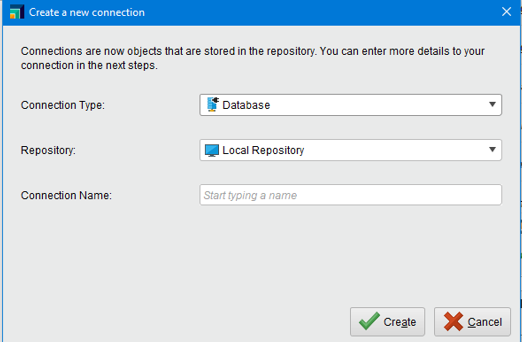 Create a new connection
Connections are now objects that are stored in the repository. You can enter more details to your
connection in the next steps.
Connection Type:
Database
Repository:
Local Repository
Connection Name:
Start typing a name
Create
Cancel